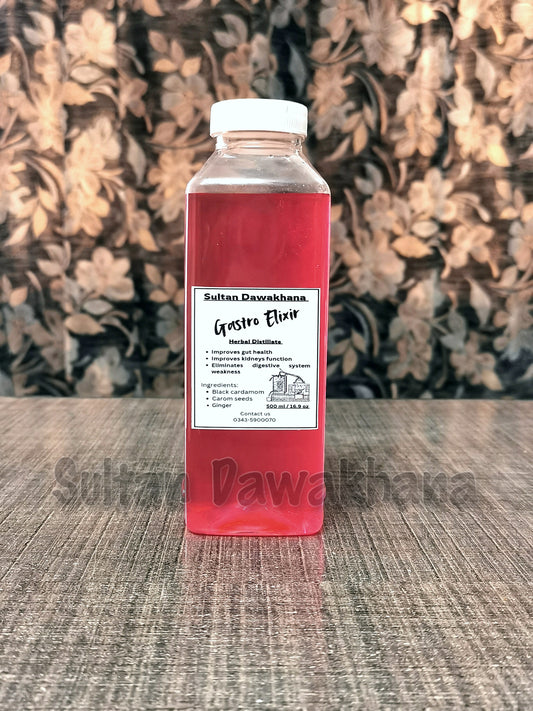 Sultan Dawakhana
Gastro Elixir
Herbal Distillate
• Improves gut health
• Improves kidneys function
• Eliminates digestive system
weakness
Ingredients:
• Black cardamom
• Carom seeds
• Ginger
500 ml / 16.9 oz
Contact us
0343-5900070
Sultan Dawakhana